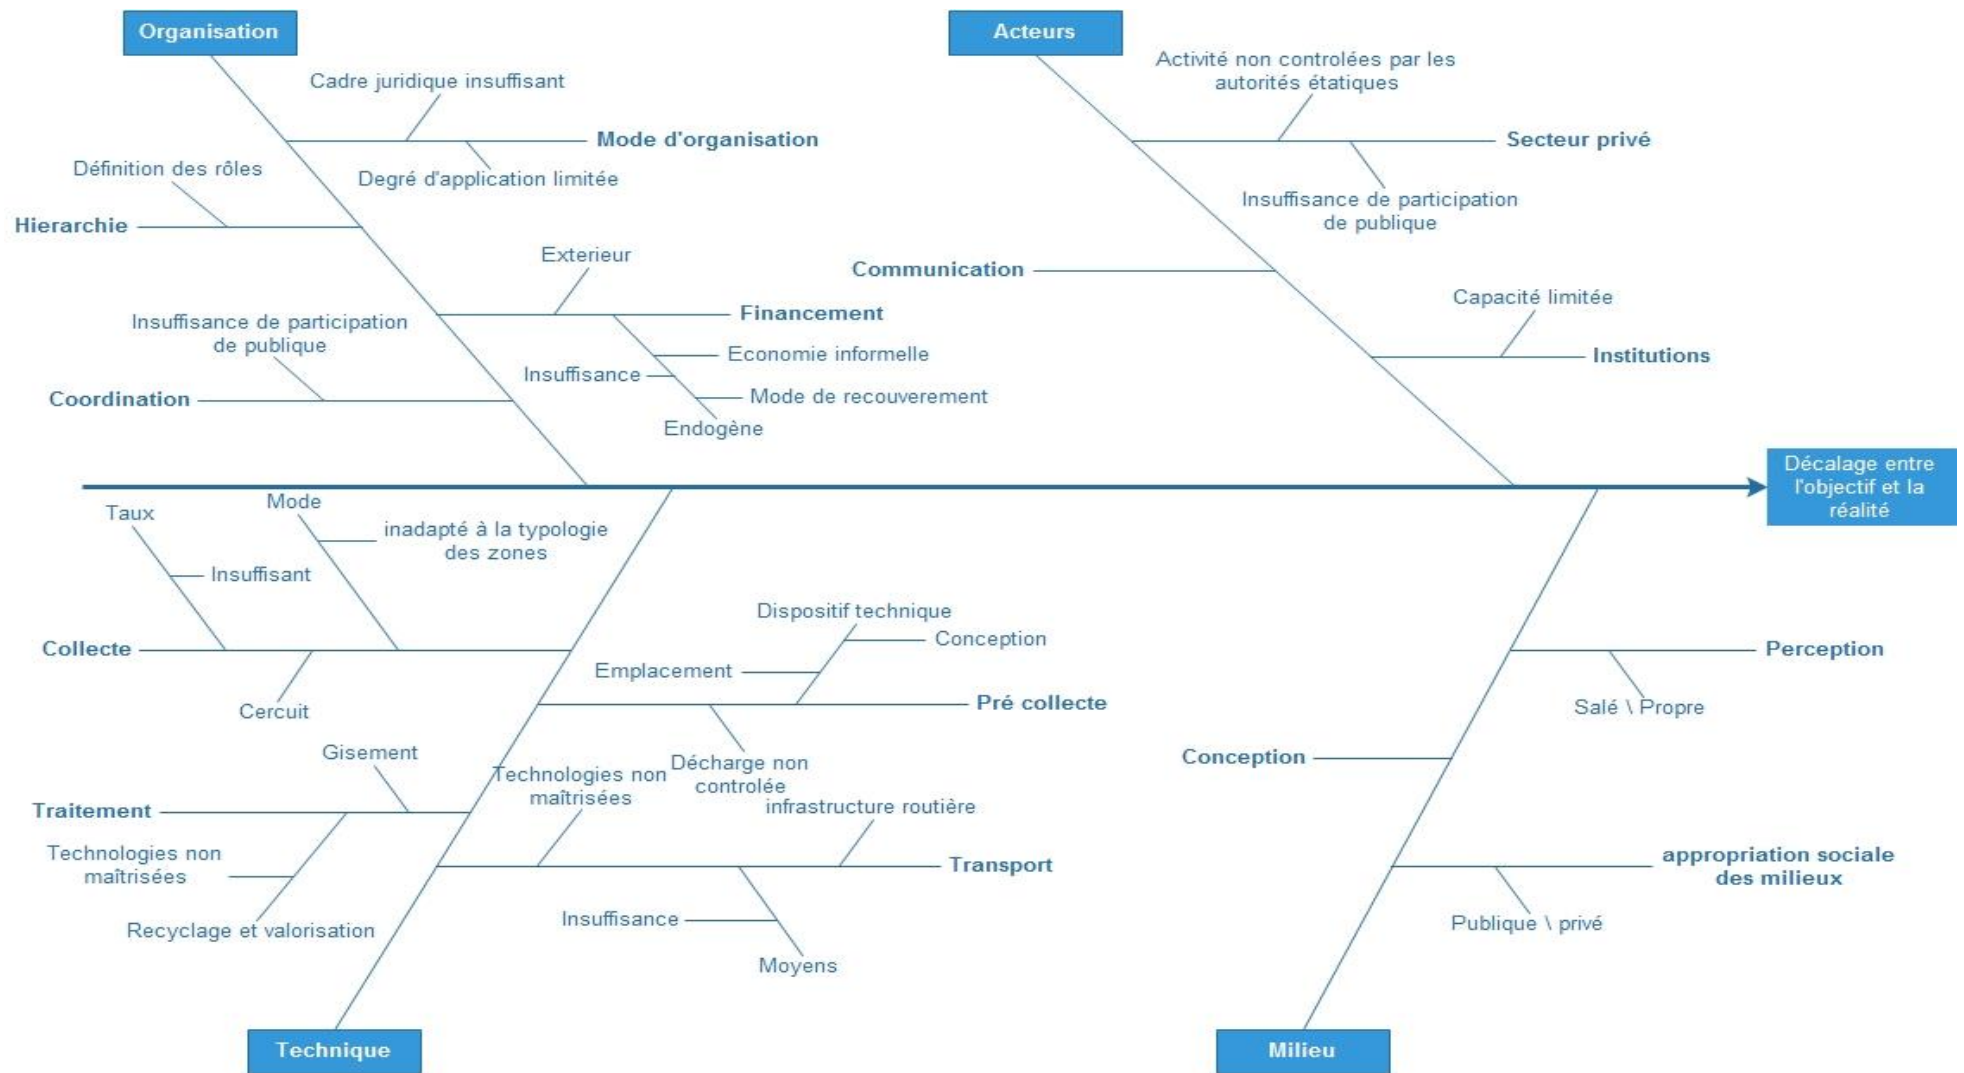 Organisation
Acteurs
Cadre juridique insuffisant
Activité non controlées par les
autorités étatiques
Mode d'organisation
Secteur privé
Définition des rôles
Degré d'application limitée
Insuffisance de participation
de publique
Hierarchie
Exterieur
Communication
Capacité limitée
Financement
Insuffisance de participation
de publique
Economie informelle
Institutions
Insuffisance
Mode de recouverement
Coordination
Endogène
Décalage entre
l'objectif et la
réalité
Taux
Mode
inadapté à la typologie
des zones
Insuffisant
Dispositif technique
Conception
Collecte
Perception
Emplacement
Pré collecte
Cercuit
Salé \ Propre
Gisement
Conception
Technologies non
maîtrisées
Décharge non
controlée
infrastructure routière
Traitement
Technologies non
maîtrisées
Transport
appropriation sociale
des milieux
Insuffisance
Publique \ privé
Recyclage et valorisation
Moyens
Technique
Milieu